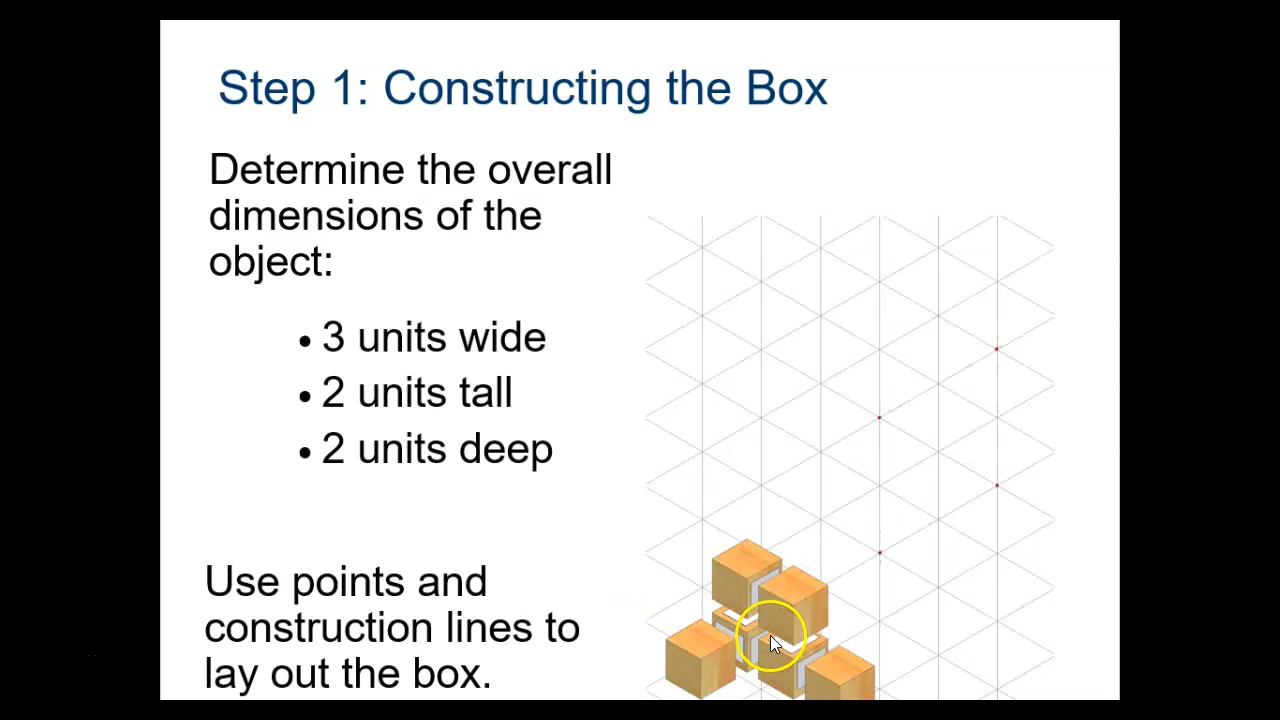 Step 1: Constructing the Box
Determine the overall
dimensions of the
object:
• 3 units wide
• 2 units tall
• 2 units deep
Use points and
construction lines to
lay out the box.